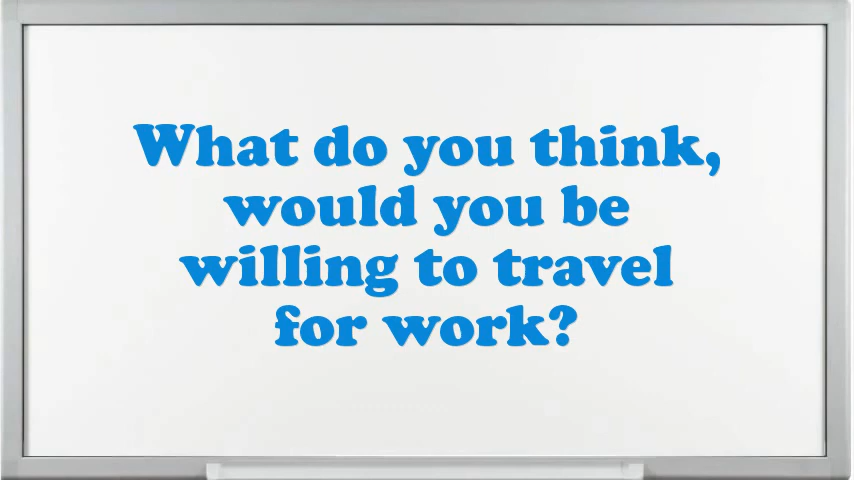 What do you think,
would you be
willing to travel
for work?